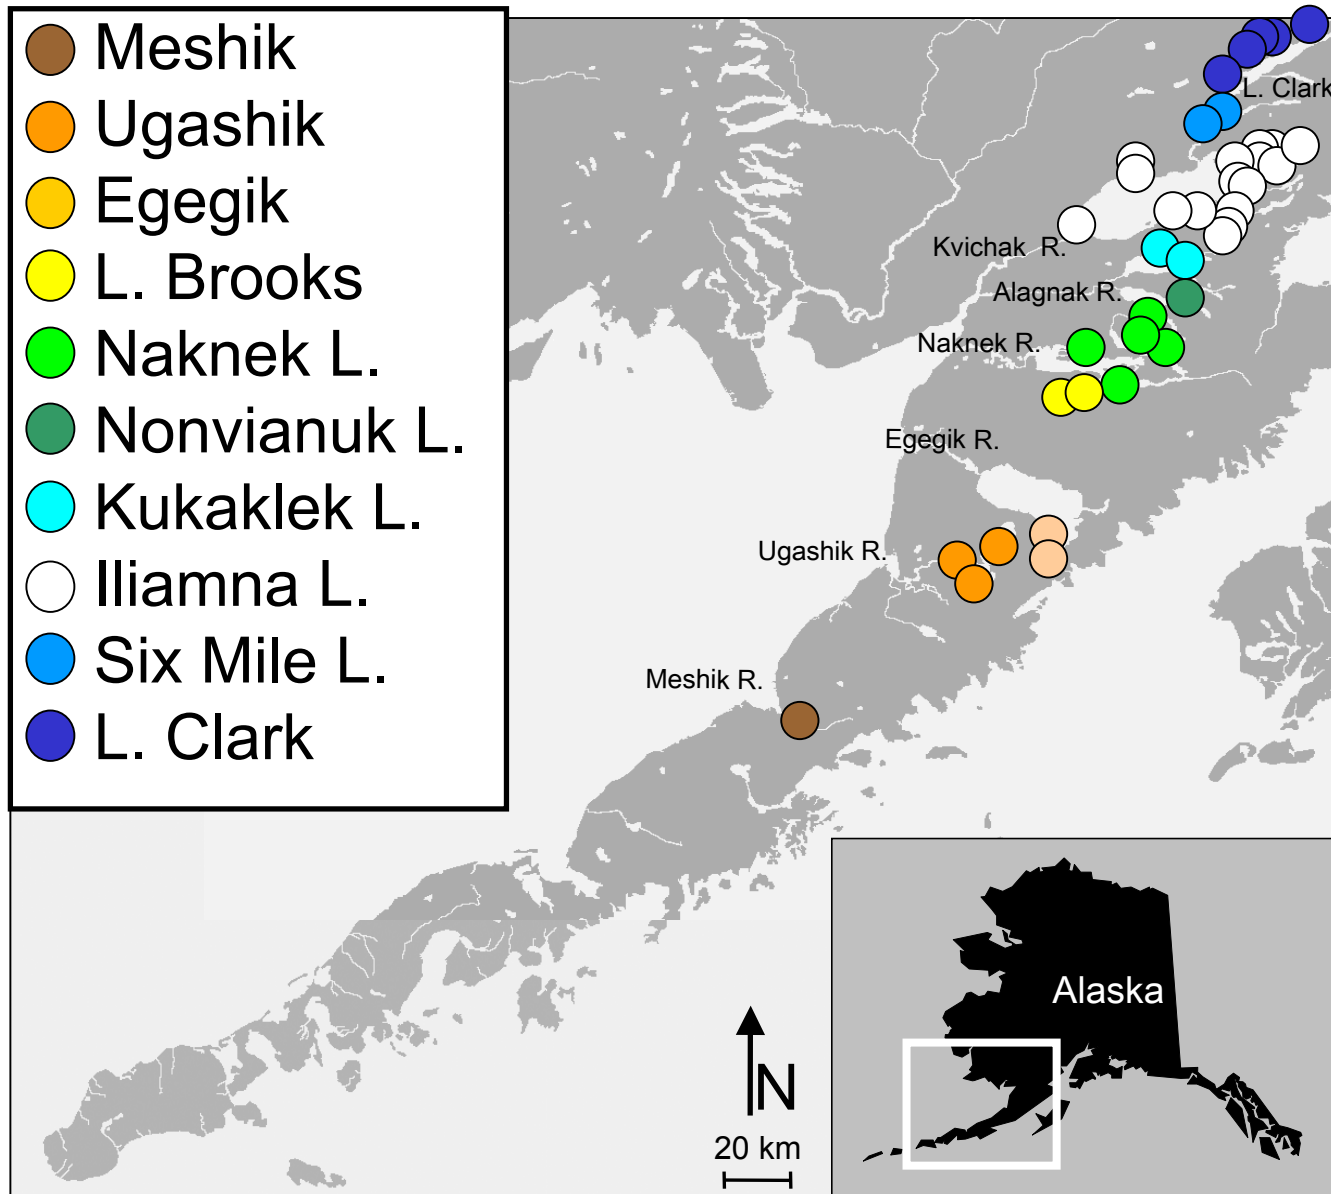 Meshik
Ugashik
Egegik
L. Brooks
Naknek L.
Nonvianuk L.
Kukaklek L.
Iliamna L.
Six Mile L.
L. Clark
L. Clark
Kvichak R.
Alagnak R.
Naknek R.
Egegik R.
Ugashik R.
Meshik R.
Alaska
N
20 km